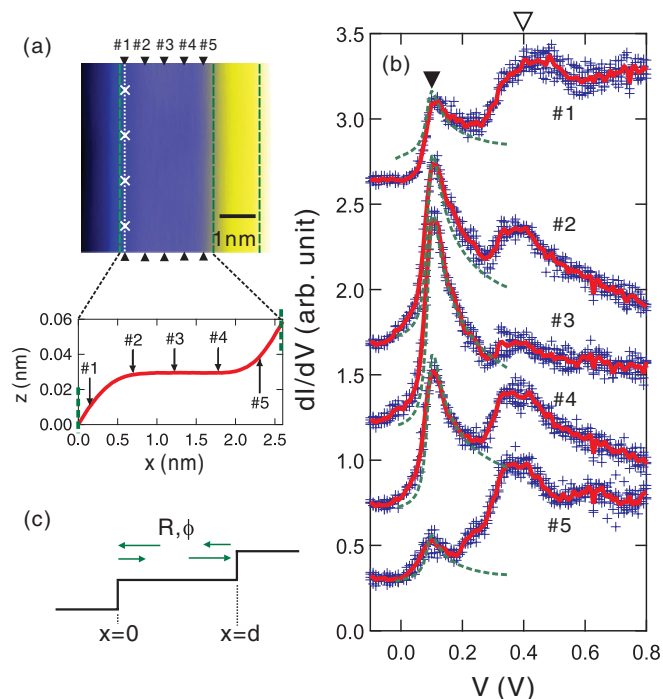 (a)
#1 #2 #3 #4 #5
1nm
z (nm)
0.06
0.04
0.02
0.00
#1
#2
#3
#4
#5
0.0 0.5 1.0 1.5 2.0 2.5
x (nm)
(c)
R,ϕ
x=0
x=d
(b)
dI/dV (arb. unit)
3.5
3.0
2.5
2.0
1.5
1.0
0.5
0.0
#1
#2
#3
#4
#5
0.0 0.2 0.4 0.6 0.8
V (V)